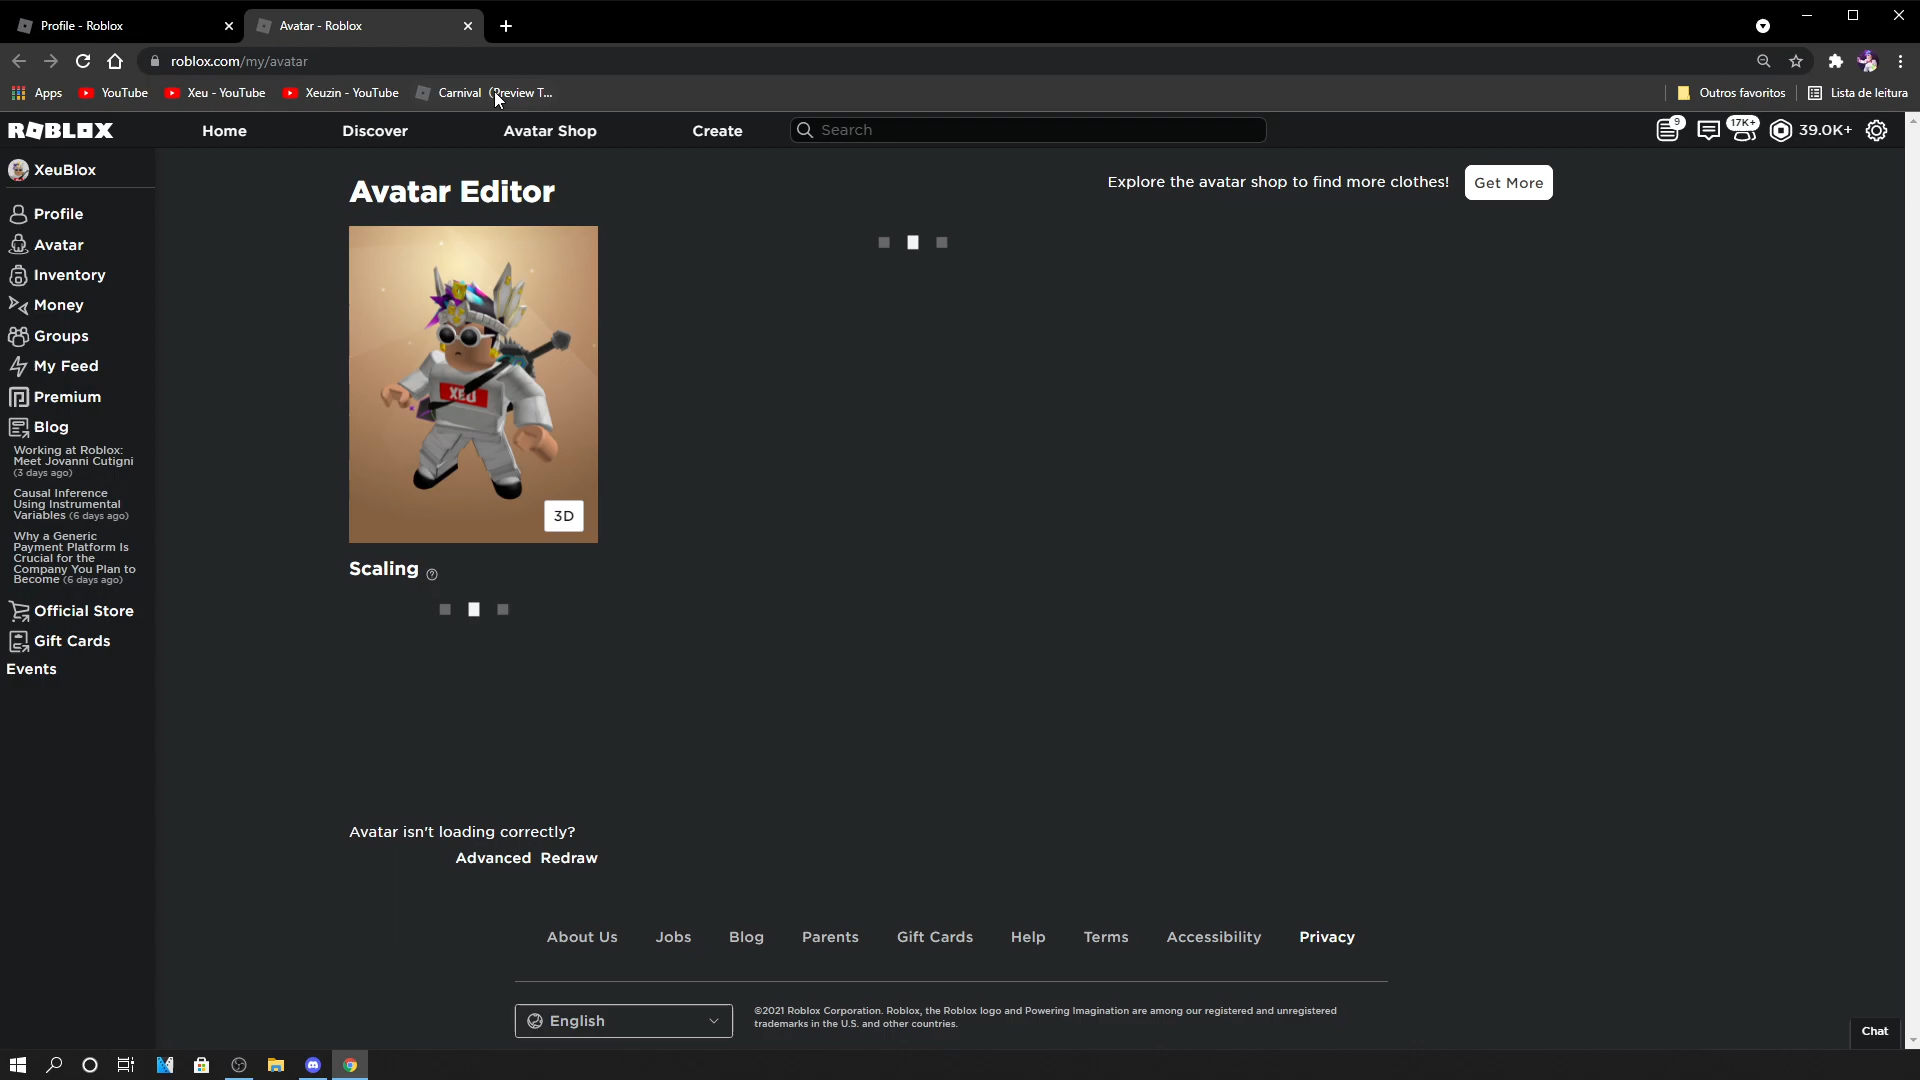 Profile - Roblox
Avatar - Roblox
roblox.com/my/avatar
Apps
YouTube
Xeu - YouTube
Xeuzin - YouTube
Carnival (Preview T...
Outros favoritos
Lista de leitura
ROBLOX
Home
Discover
Avatar Shop
Create
Search
9
17K+
39.0K+
XeuBlox
Profile
Avatar
Inventory
Money
Groups
My Feed
Premium
Blog
Working at Roblox:
Meet Jovanni Cutigni
(3 days ago)
Causal Inference
Using Instrumental
Variables (6 days ago)
Why a Generic
Payment Platform Is
Crucial for the
Company You Plan to
Become (6 days ago)
Official Store
Gift Cards
Events
Avatar Editor
Explore the avatar shop to find more clothes!
Get More
XEU
3D
Scaling
Avatar isn't loading correctly?
Advanced Redraw
About Us
Jobs
Blog
Parents
Gift Cards
Help
Terms
Accessibility
Privacy
English
©2021 Roblox Corporation. Roblox, the Roblox logo and Powering Imagination are among our registered and unregistered
trademarks in the U.S. and other countries.
Chat